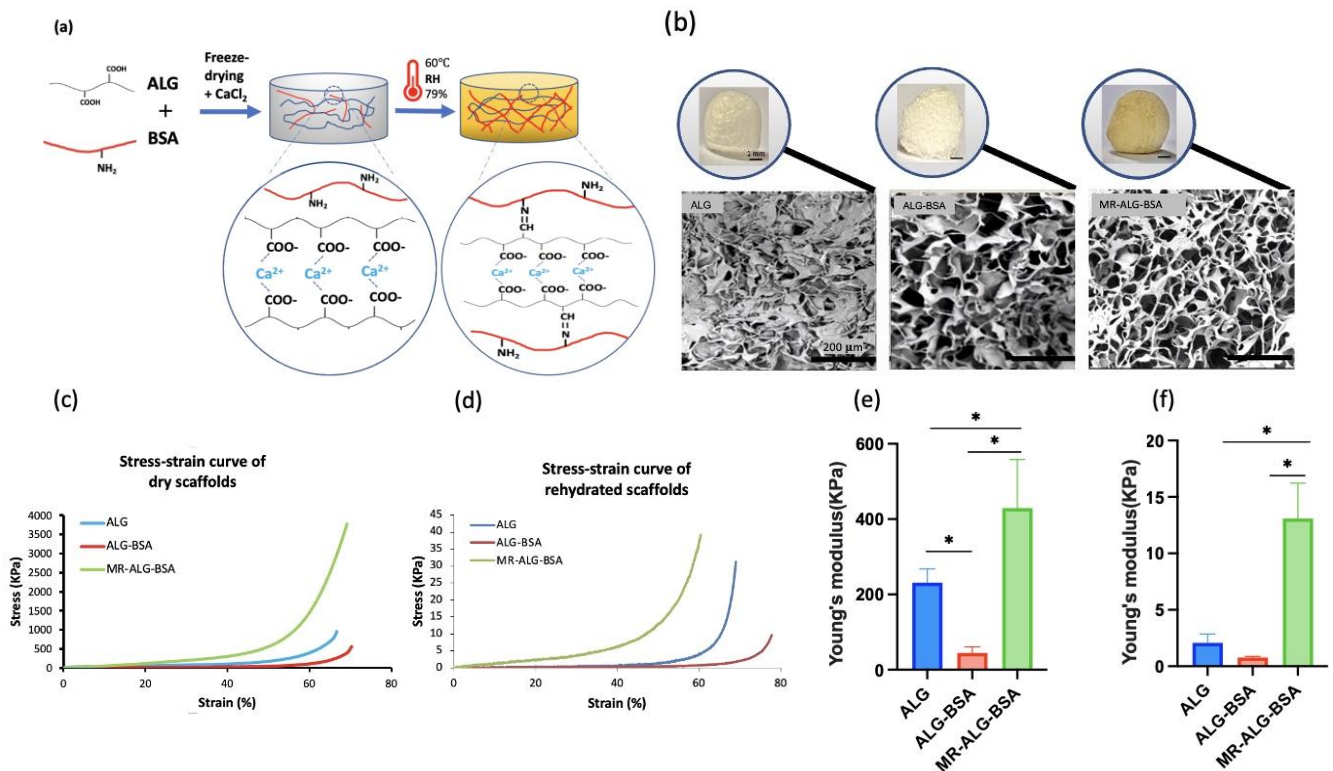 (a)
COOH
COOH
ALG
+
BSA
NH2
Freeze-
drying
+ CaCl2
60°C
RH
79%
NH2
NH2
COO-
COO-
COO-
Ca2+
Ca2+
Ca2+
COO-
COO-
COO-
NH2
N
CH
COO-
COO-
COO-
Ca2+
Ca2+
Ca2+
COO-
COO-
COO-
CH
N
NH2
(b)
1 mm
ALG
ALG-BSA
MR-ALG-BSA
200 µm
(c)
Stress-strain curve of
dry scaffolds
ALG
ALG-BSA
MR-ALG-BSA
Stress (KPa)
4000
3500
3000
2500
2000
1500
1000
500
0
0
20
40
60
80
Strain (%)
(d)
Stress-strain curve of
rehydrated scaffolds
ALG
ALG-BSA
MR-ALG-BSA
Stress (KPa)
45
40
35
30
25
20
15
10
5
0
0
20
40
60
80
Strain (%)
(e)
Young's modulus(KPa)
600
400
200
0
*
*
*
ALG
ALG-BSA
MR-ALG-BSA
(f)
Young's modulus(KPa)
20
15
10
5
0
*
*
ALG
ALG-BSA
MR-ALG-BSA